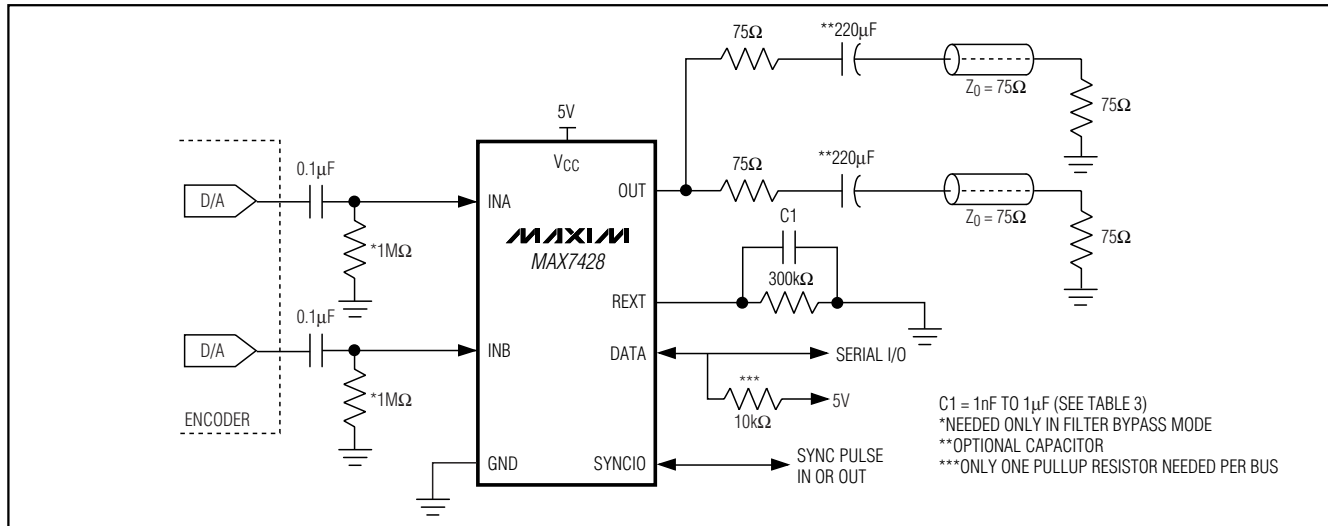 75Ω
**220μF
Z0 = 75Ω
75Ω
5V
VCC
0.1μF
D/A
INA
OUT
75Ω
**220μF
Z0 = 75Ω
75Ω
*1MΩ
MAXIM
MAX7428
C1
300kΩ
REXT
0.1μF
D/A
INB
DATA
SERIAL I/O
*1MΩ
***
10kΩ
5V
ENCODER
GND
SYNCIO
SYNC PULSE
IN OR OUT
C1 = 1nF TO 1μF (SEE TABLE 3)
*NEEDED ONLY IN FILTER BYPASS MODE
**OPTIONAL CAPACITOR
***ONLY ONE PULLUP RESISTOR NEEDED PER BUS